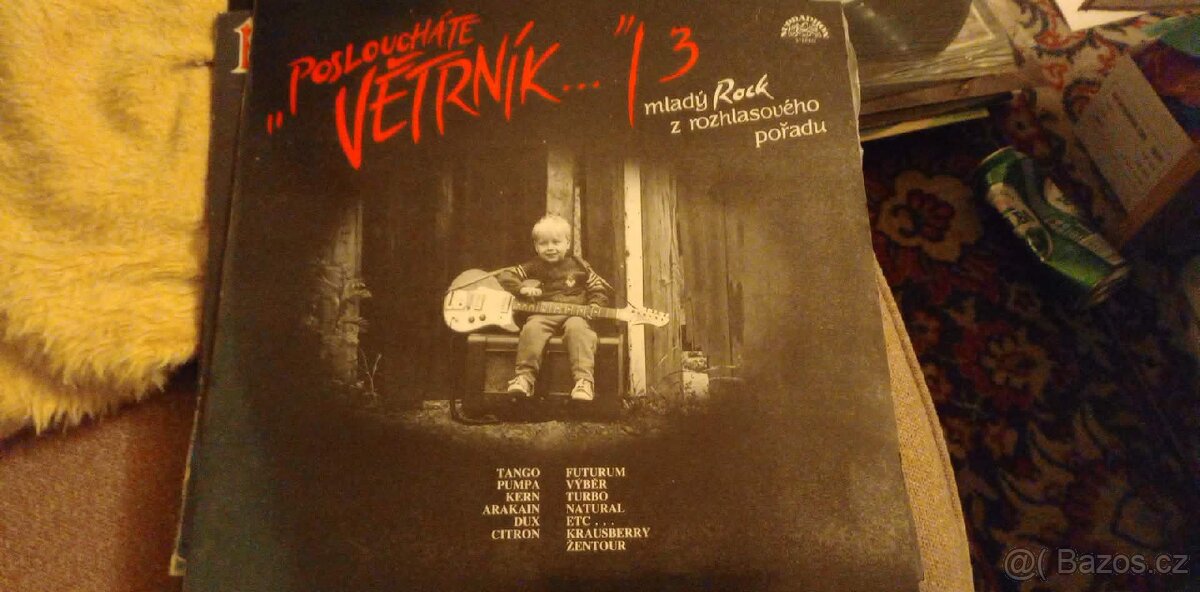 „POSLOUCHÁTE
VĚTRNÍK..."/3
mladý Rock
z rozhlasového
pořadu
SUPRAPHON
TANGO
PUMPA
KERN
ARAKAIN
DUX
CITRON
FUTURUM
VÝBĚR
TURBO
NATURAL
ETC...
KRAUSBERRY
ŽENTOUR
@( Bazos.cz